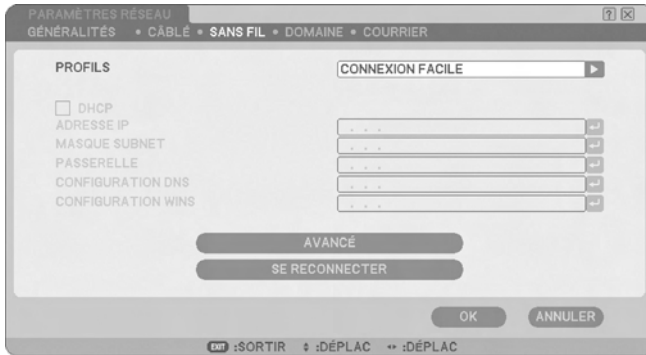 PARAMÈTRES RÉSEAU
GÉNÉRALITÉS • CÂBLÉ • SANS FIL • DOMAINE • COURRIER
PROFILS CONNEXION FACILE
DHCP
ADRESSE IP . . .
MASQUE SUBNET . . .
PASSERELLE . . .
CONFIGURATION DNS . . .
CONFIGURATION WINS . . .
AVANCÉ
SE RECONNECTER
OK ANNULER
EXIT :SORTIR :DÉPLAC :DÉPLAC